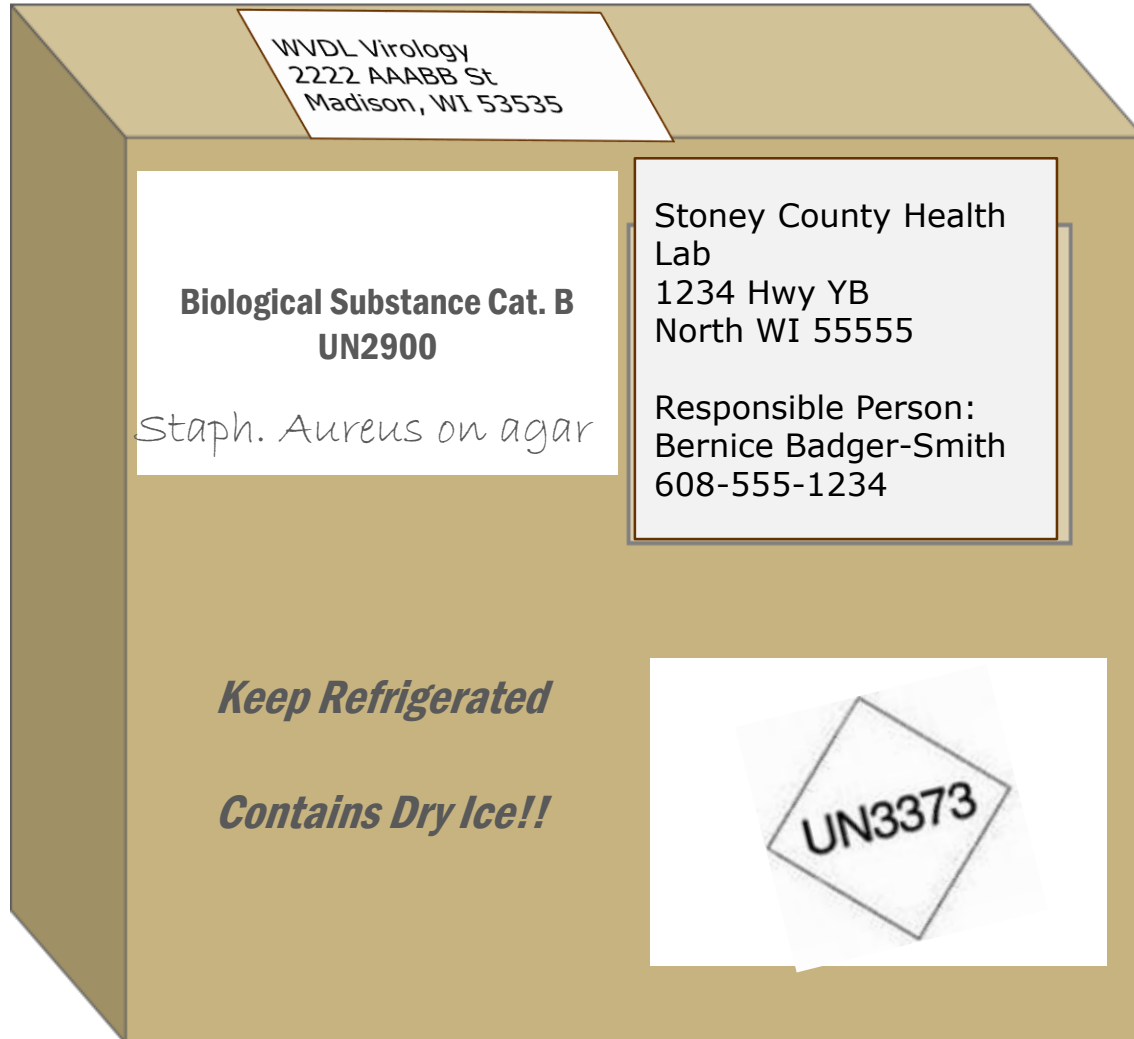 WVDL Virology
2222 AAABB St
Madison, WI 53535
Biological Substance Cat. B
UN2900
Staph. Aureus on agar
Stoney County Health
Lab
1234 Hwy YB
North WI 55555
Responsible Person:
Bernice Badger-Smith
608-555-1234
Keep Refrigerated
Contains Dry Ice!!
UN3373